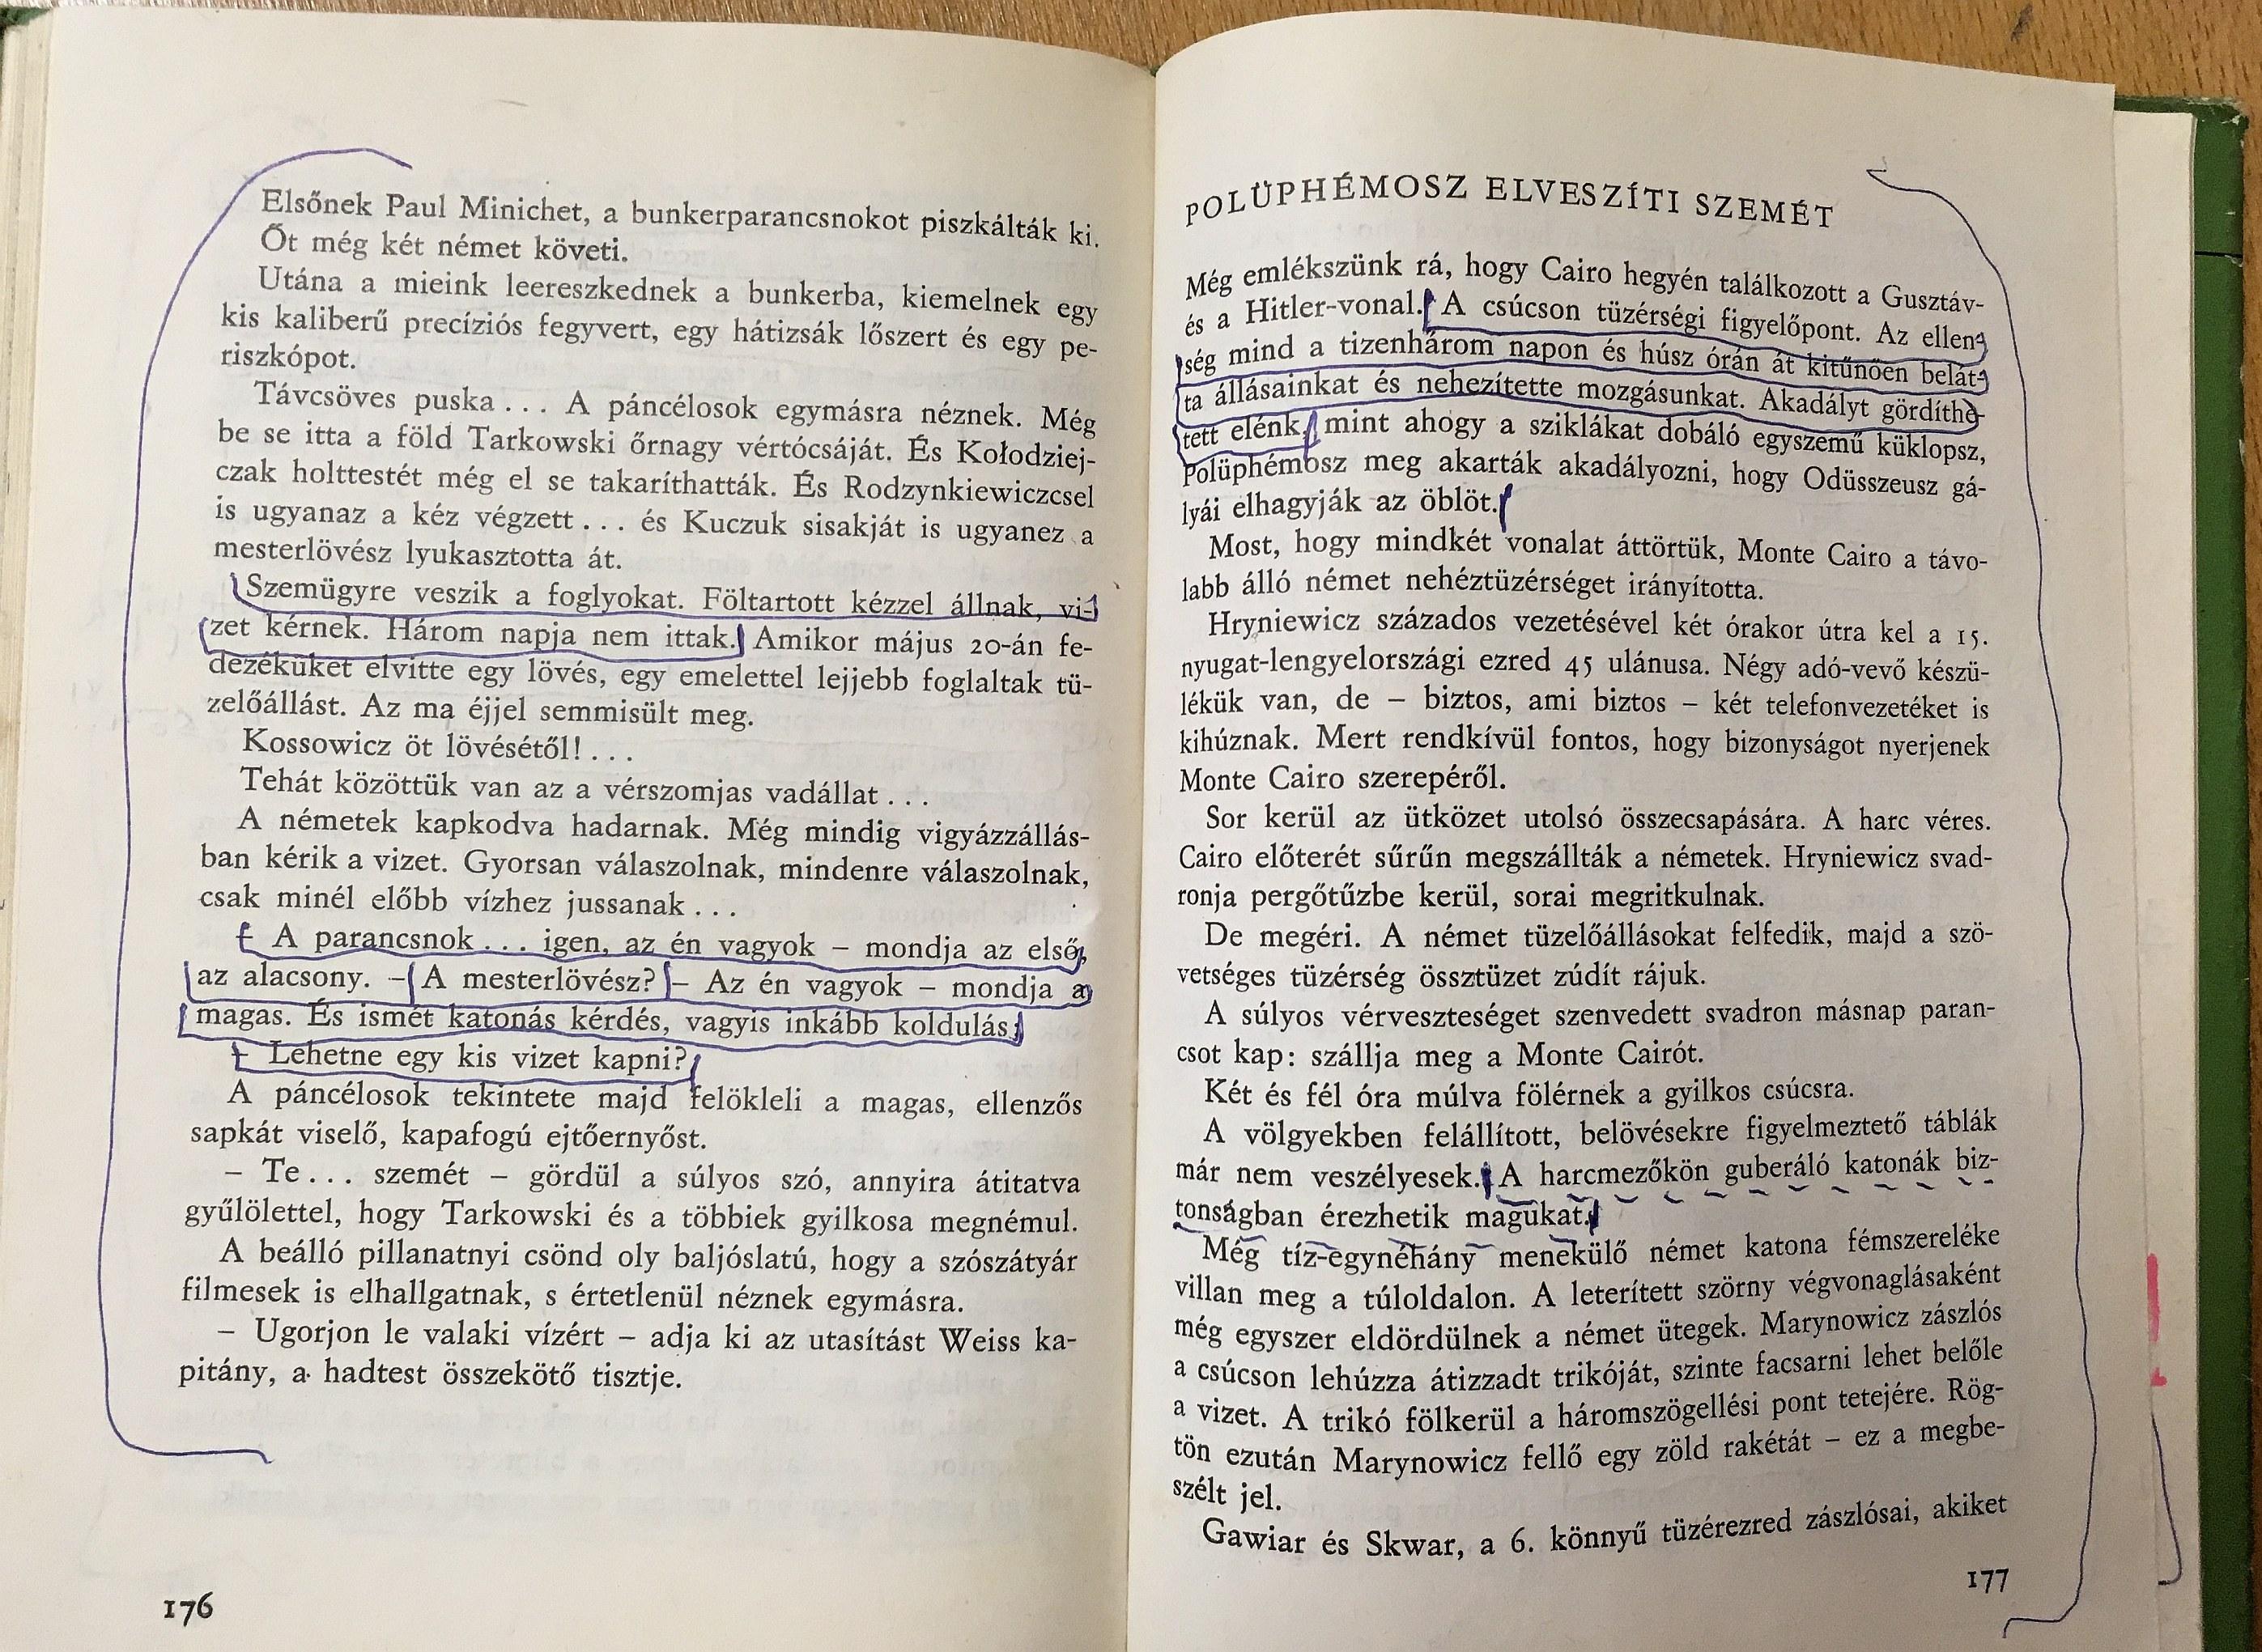 Elsőnek Paul Minichet, a bunkerparancsnokot piszkálták ki.
Őt még két német követi.
Utána a mieink leereszkednek a bunkerba, kiemelnek egy
kis kaliberű precíziós fegyvert, egy hátizsák lőszert és egy pe-
riszkópot.
Távcsöves puska... A páncélosok egymásra néznek. Még
be se itta a föld Tarkowski őrnagy vértócsáját. És Kołodziej-
czak holttestét még el se takaríthatták. És Rodzynkiewiczcsel
is ugyanaz a kéz végzett... és Kuczuk sisakját is ugyanez a
mesterlövész lyukasztotta át.
Szemügyre veszik a foglyokat. Föltartott kézzel állnak, vi-
zet kérnek. Három napja nem ittak. Amikor május 20-án fe-
dezéküket elvitte egy lövés, egy emelettel lejjebb foglaltak tü-
zelőállást. Az ma éjjel semmisült meg.
Kossowicz öt lövésétől!...
Tehát közöttük van az a vérszomjas vadállat...
A németek kapkodva hadarnak. Még mindig vigyázzállás-
ban kérik a vizet. Gyorsan válaszolnak, mindenre válaszolnak,
csak minél előbb vízhez jussanak...
– A parancsnok... igen, az én vagyok – mondja az első,
az alacsony. – A mesterlövész? – Az én vagyok – mondja a
magas. És ismét katonás kérdés, vagyis inkább koldulás:
– Lehetne egy kis vizet kapni?
A páncélosok tekintete majd felökleli a magas, ellenzős
sapkát viselő, kapafogú ejtőernyőst.
– Te... szemét – gördül a súlyos szó, annyira átitatva
gyűlölettel, hogy Tarkowski és a többiek gyilkosa megnémul.
A beálló pillanatnyi csönd oly baljóslatú, hogy a szószátyár
filmesek is elhallgatnak, s értetlenül néznek egymásra.
– Ugorjon le valaki vízért – adja ki az utasítást Weiss ka-
pitány, a hadtest összekötő tisztje.
176
POLÜPHÉMOSZ ELVESZÍTI SZEMÉT
Még emlékszünk rá, hogy Cairo hegyén találkozott a Gusztáv-
és a Hitler-vonal. A csúcson tüzérségi figyelőpont. Az ellen-
ség mind a tizenhárom napon és húsz órán át kitűnően belát-
ta állásainkat és nehezítette mozgásunkat. Akadályt gördíthe-
tett elénk, mint ahogy a sziklákat dobáló egyszemű küklopsz,
Polüphémosz meg akarták akadályozni, hogy Odüsszeusz gá-
lyái elhagyják az öblöt.
Most, hogy mindkét vonalat áttörtük, Monte Cairo a távo-
labb álló német nehéztüzérséget irányította.
Hryniewicz százados vezetésével két órakor útra kel a 15.
nyugat-lengyelországi ezred 45 ulánusa. Négy adó-vevő készü-
lékük van, de – biztos, ami biztos – két telefonvezetéket is
kihúznak. Mert rendkívül fontos, hogy bizonyságot nyerjenek
Monte Cairo szerepéről.
Sor kerül az ütközet utolsó összecsapására. A harc véres.
Cairo előterét sűrűn megszállták a németek. Hryniewicz svad-
ronja pergőtűzbe kerül, sorai megritkulnak.
De megéri. A német tüzelőállásokat felfedik, majd a szö-
vetséges tüzérség össztüzet zúdít rájuk.
A súlyos vérveszteséget szenvedett svadron másnap paran-
csot kap: szállja meg a Monte Cairót.
Két és fél óra múlva fölérnek a gyilkos csúcsra.
A völgyekben felállított, belövésekre figyelmeztető táblák
már nem veszélyesek. A harcmezőkön guberáló katonák biz-
tonságban érezhetik magukat.
Még tíz-egynéhány menekülő német katona fémszereléke
villan meg a túloldalon. A leterített szörny végvonaglásaként
még egyszer eldördülnek a német ütegek. Marynowicz zászlós
a csúcson lehúzza átizzadt trikóját, szinte facsarni lehet belőle
a vizet. A trikó fölkerül a háromszögellési pont tetejére. Rög-
tön ezután Marynowicz fellő egy zöld rakétát – ez a megbe-
szélt jel.
Gawiar és Skwar, a 6. könnyű tüzérezred zászlósai, akiket
177